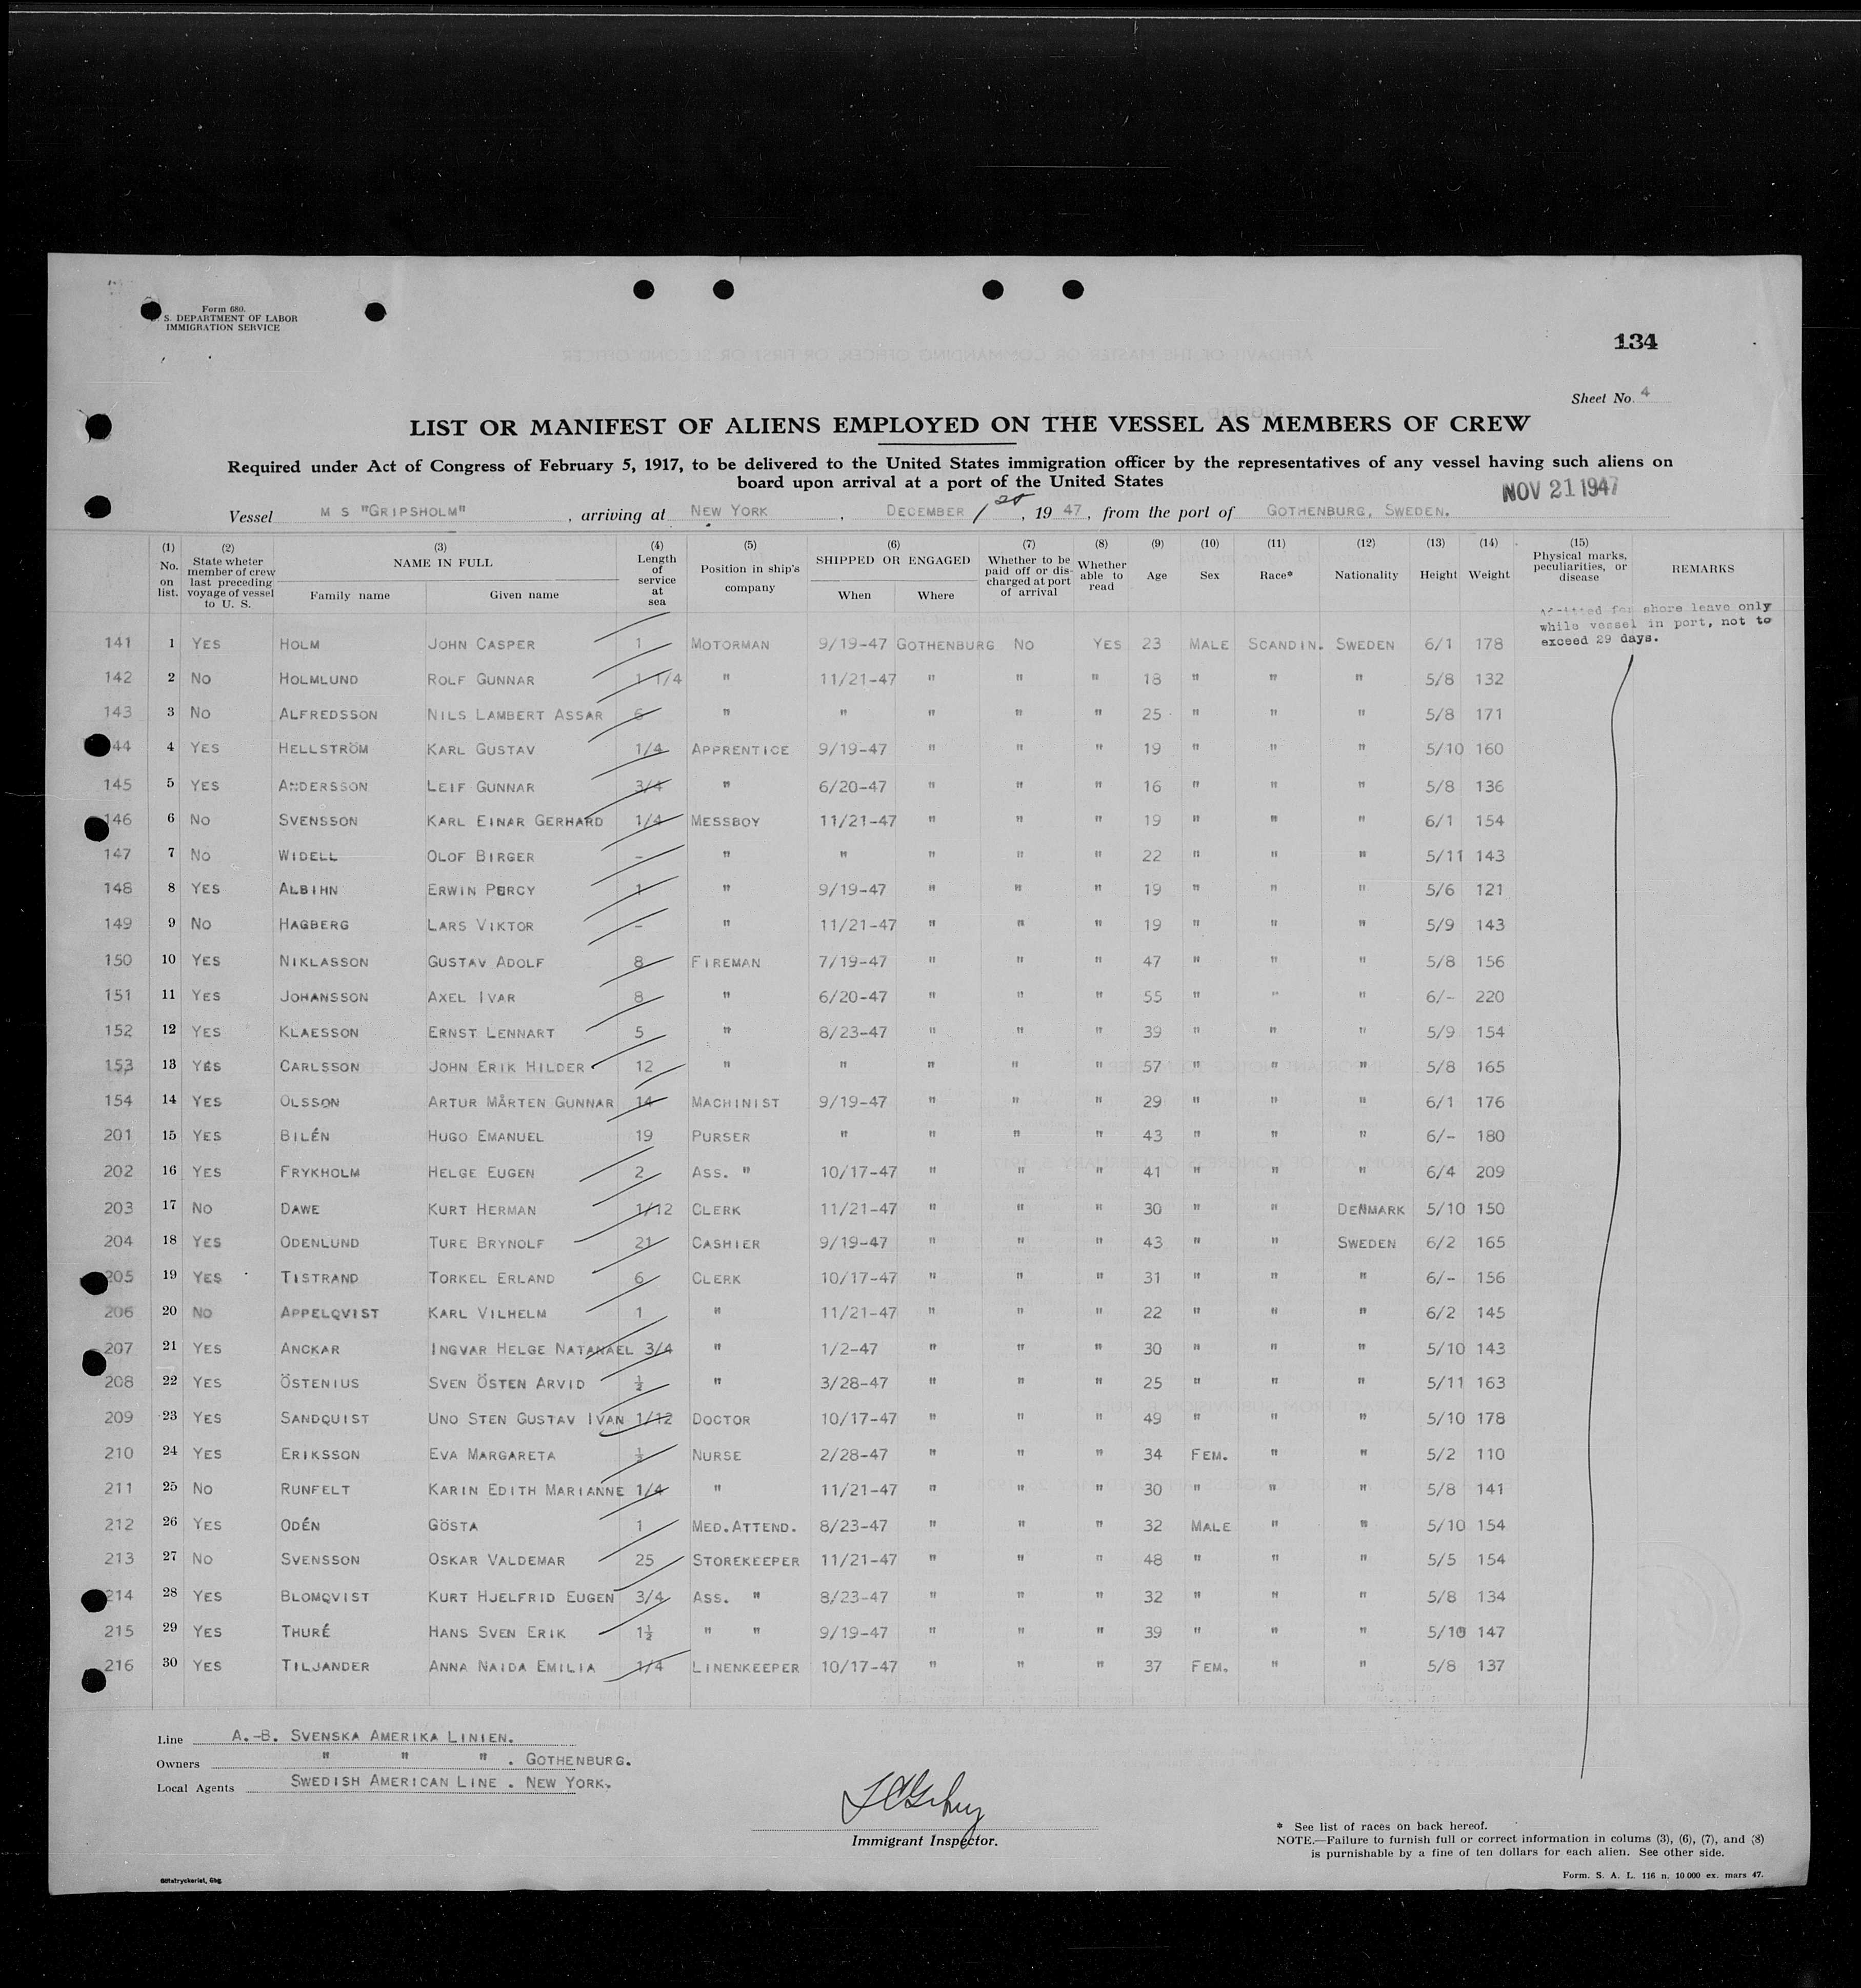 Form 680.
S. DEPARTMENT OF LABOR
IMMIGRATION SERVICE
134
Sheet No. 4
LIST OR MANIFEST OF ALIENS EMPLOYED ON THE VESSEL AS MEMBERS OF CREW
Required under Act of Congress of February 5, 1917, to be delivered to the United States immigration officer by the representatives of any vessel having such aliens on
board upon arrival at a port of the United States
NOV 21 1947
Vessel M S "GRIPSHOLM", arriving at NEW YORK, DECEMBER 1, 19 47, from the port of GOTHENBURG, SWEDEN.
(1) (2) (3) (4) (5) (6) (7) (8) (9) (10) (11) (12) (13) (14) (15)
No. on list. State wheter member of crew last preceding voyage of vessel to U. S. NAME IN FULL Family name Given name Length of service at sea Position in ship's company SHIPPED OR ENGAGED When Where Whether to be paid off or discharged at port of arrival Whether able to read Age Sex Race* Nationality Height Weight Physical marks, peculiarities, or disease REMARKS
Admitted for shore leave only
while vessel in port, not to
exceed 29 days.
141 1 YES HOLM JOHN CASPER 1 MOTORMAN 9/19-47 GOTHENBURG NO YES 23 MALE SCANDIN. SWEDEN 6/1 178
142 2 NO HOLMLUND ROLF GUNNAR 1 1/4 " 11/21-47 " " " 18 " " " 5/8 132
143 3 NO ALFREDSSON NILS LAMBERT ASSAR 6 " " " " " 25 " " " 5/8 171
44 4 YES HELLSTRÖM KARL GUSTAV 1/4 APPRENTICE 9/19-47 " " " 19 " " " 5/10 160
145 5 YES ANDERSSON LEIF GUNNAR 3/4 " 6/20-47 " " " 16 " " " 5/8 136
146 6 NO SVENSSON KARL EINAR GERHARD 1/4 MESSBOY 11/21-47 " " " 19 " " " 6/1 154
147 7 NO WIDELL OLOF BIRGER - " " " " " 22 " " " 5/11 143
148 8 YES ALBIHN ERWIN PERCY 1 " 9/19-47 " " " 19 " " " 5/6 121
149 9 NO HAGBERG LARS VIKTOR - " 11/21-47 " " " 19 " " " 5/9 143
150 10 YES NIKLASSON GUSTAV ADOLF 8 FIREMAN 7/19-47 " " " 47 " " " 5/8 156
151 11 YES JOHANSSON AXEL IVAR 8 " 6/20-47 " " " 55 " " " 6/- 220
152 12 YES KLAESSON ERNST LENNART 5 " 8/23-47 " " " 39 " " " 5/9 154
153 13 YES CARLSSON JOHN ERIK HILDER 12 " " " " " 57 " " " 5/8 165
154 14 YES OLSSON ARTUR MÅRTEN GUNNAR 14 MACHINIST 9/19-47 " " " 29 " " " 6/1 176
201 15 YES BILÉN HUGO EMANUEL 19 PURSER " " " " 43 " " " 6/- 180
202 16 YES FRYKHOLM HELGE EUGEN 2 ASS. " 10/17-47 " " " 41 " " " 6/4 209
203 17 NO DAWE KURT HERMAN 1/12 CLERK 11/21-47 " " " 30 " " DENMARK 5/10 150
204 18 YES ODENLUND TURE BRYNOLF 21 CASHIER 9/19-47 " " " 43 " " SWEDEN 6/2 165
205 19 YES TISTRAND TORKEL ERLAND 6 CLERK 10/17-47 " " " 31 " " " 6/- 156
206 20 NO APPELQVIST KARL VILHELM 1 " 11/21-47 " " " 22 " " " 6/2 145
207 21 YES ANCKAR INGVAR HELGE NATANAEL 3/4 " 1/2-47 " " " 30 " " " 5/10 143
208 22 YES ÖSTENIUS SVEN ÖSTEN ARVID ½ " 3/28-47 " " " 25 " " " 5/11 163
209 23 YES SANDQUIST UNO STEN GUSTAV IVAN 1/12 DOCTOR 10/17-47 " " " 49 " " " 5/10 178
210 24 YES ERIKSSON EVA MARGARETA ½ NURSE 2/28-47 " " " 34 FEM. " " 5/2 110
211 25 NO RUNFELT KARIN EDITH MARIANNE 1/4 " 11/21-47 " " " 30 " " " 5/8 141
212 26 YES ODÉN GÖSTA 1 MED.ATTEND. 8/23-47 " " " 32 MALE " " 5/10 154
213 27 NO SVENSSON OSKAR VALDEMAR 25 STOREKEEPER 11/21-47 " " " 48 " " " 5/5 154
214 28 YES BLOMQVIST KURT HJELFRID EUGEN 3/4 ASS. " 8/23-47 " " " 32 " " " 5/8 134
215 29 YES THURÉ HANS SVEN ERIK 1½ " " 9/19-47 " " " 39 " " " 5/10 147
216 30 YES TILJANDER ANNA NAIDA EMILIA 1/4 LINENKEEPER 10/17-47 " " " 37 FEM. " " 5/8 137
Line A.-B. SVENSKA AMERIKA LINIEN.
Owners " " " . GOTHENBURG.
Local Agents SWEDISH AMERICAN LINE . NEW YORK.
Immigrant Inspector.
* See list of races on back hereof.
NOTE.—Failure to furnish full or correct information in colums (3), (6), (7), and (8)
is purnishable by a fine of ten dollars for each alien. See other side.
Götatryckeriet, Gbg.
Form. S. A. L. 116 n. 10 000 ex. mars 47.